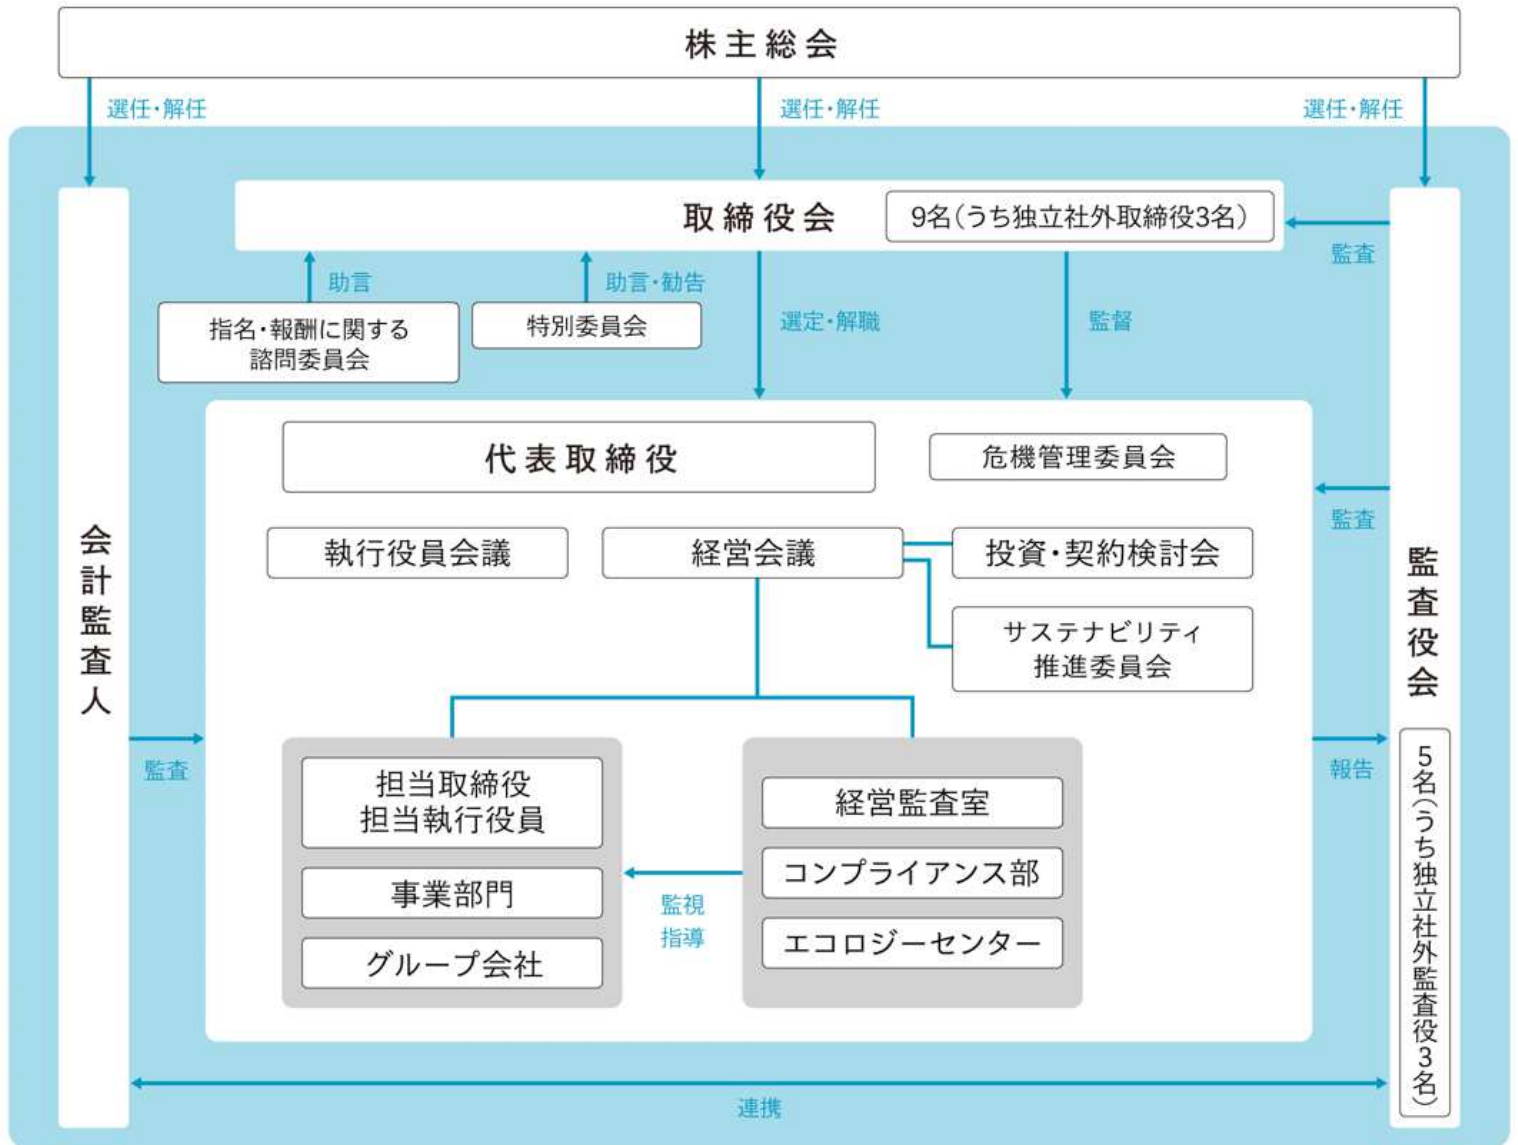 株主総会
選任・解任
選任・解任
選任・解任
取締役会
9名(うち独立社外取締役3名)
監査
助言
助言・勧告
指名・報酬に関する
諮問委員会
特別委員会
選定・解職
監督
代表取締役
危機管理委員会
監査
執行役員会議
経営会議
投資・契約検討会
サステナビリティ
推進委員会
会計監査人
監査役会
5名(うち独立社外監査役3名)
監査
報告
担当取締役
担当執行役員
事業部門
グループ会社
監視
指導
経営監査室
コンプライアンス部
エコロジーセンター
連携